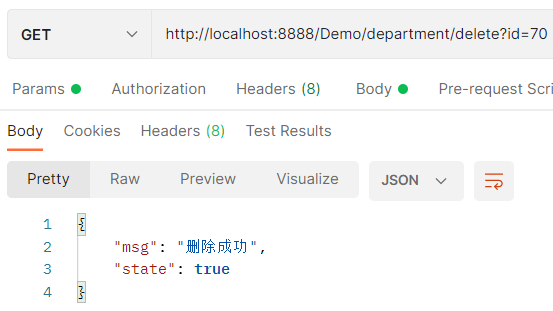 GET http://localhost:8888/Demo/department/delete?id=70
Params Authorization Headers (8) Body Pre-request Scri
Body Cookies Headers (8) Test Results
Pretty Raw Preview Visualize JSON
1 {
2 "msg": "删除成功",
3 "state": true
4 }